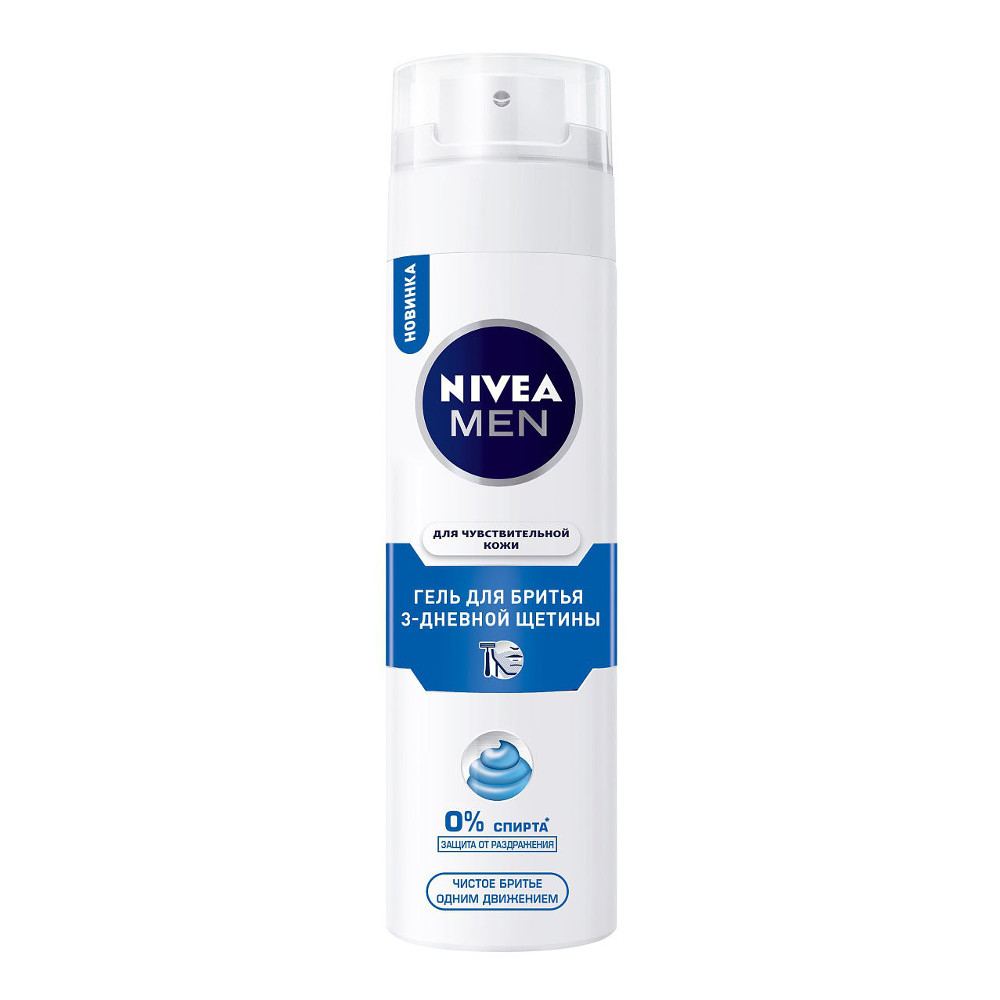 НОВИНКА
NIVEA
MEN
ДЛЯ ЧУВСТВИТЕЛЬНОЙ
КОЖИ
ГЕЛЬ ДЛЯ БРИТЬЯ
3-ДНЕВНОЙ ЩЕТИНЫ
0% СПИРТА*
ЗАЩИТА ОТ РАЗДРАЖЕНИЯ
ЧИСТОЕ БРИТЬЕ
ОДНИМ ДВИЖЕНИЕМ